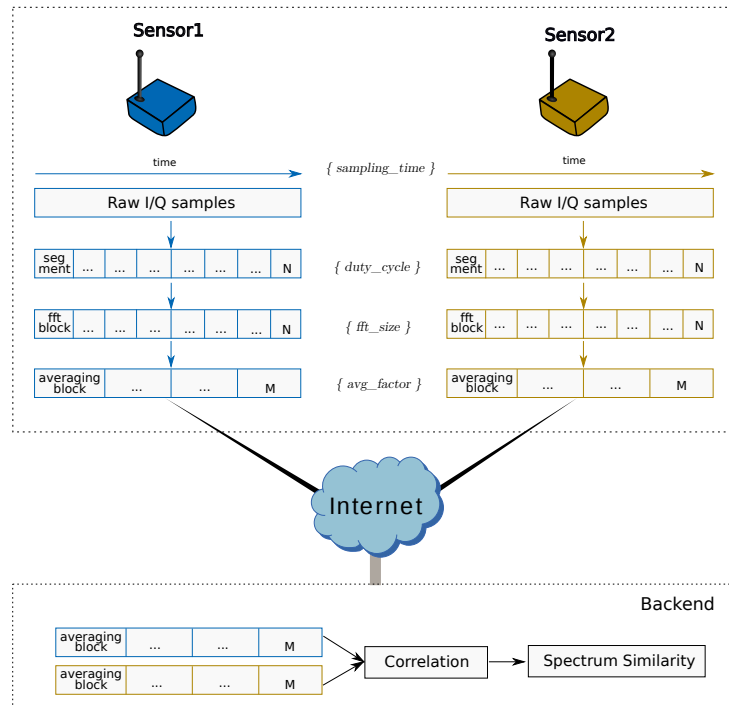 Sensor1
Sensor2
time
{ sampling_time }
time
Raw I/Q samples
Raw I/Q samples
seg
ment
...
...
...
...
...
...
N
{ duty_cycle }
seg
ment
...
...
...
...
...
...
N
fft
block
...
...
...
...
...
...
N
{ fft_size }
fft
block
...
...
...
...
...
...
N
averaging
block
...
...
M
{ avg_factor }
averaging
block
...
...
M
Internet
Backend
averaging
block
...
...
M
averaging
block
...
...
M
Correlation
Spectrum Similarity